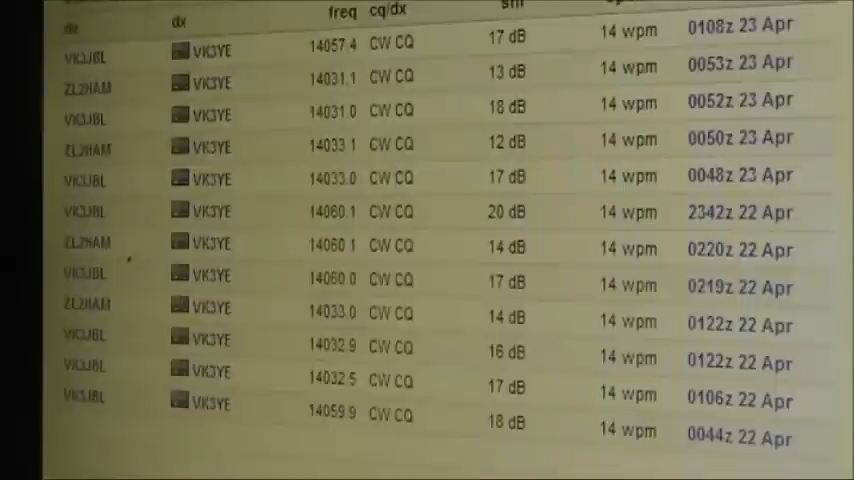 de dx freq cq/dx snr
VK3JBL VK3YE 14057.4 CW CQ 17 dB 14 wpm 0108z 23 Apr
ZL2HAM VK3YE 14031.1 CW CQ 13 dB 14 wpm 0053z 23 Apr
VK3JBL VK3YE 14031.0 CW CQ 18 dB 14 wpm 0052z 23 Apr
ZL2HAM VK3YE 14033.1 CW CQ 12 dB 14 wpm 0050z 23 Apr
VK3JBL VK3YE 14033.0 CW CQ 17 dB 14 wpm 0048z 23 Apr
VK3JBL VK3YE 14060.1 CW CQ 20 dB 14 wpm 2342z 22 Apr
ZL2HAM VK3YE 14060.1 CW CQ 14 dB 14 wpm 0220z 22 Apr
VK3JBL VK3YE 14060.0 CW CQ 17 dB 14 wpm 0219z 22 Apr
ZL2HAM VK3YE 14033.0 CW CQ 14 dB 14 wpm 0122z 22 Apr
VK3JBL VK3YE 14032.9 CW CQ 16 dB 14 wpm 0122z 22 Apr
VK3JBL VK3YE 14032.5 CW CQ 17 dB 14 wpm 0106z 22 Apr
VK3JBL VK3YE 14059.9 CW CQ 18 dB 14 wpm 0044z 22 Apr